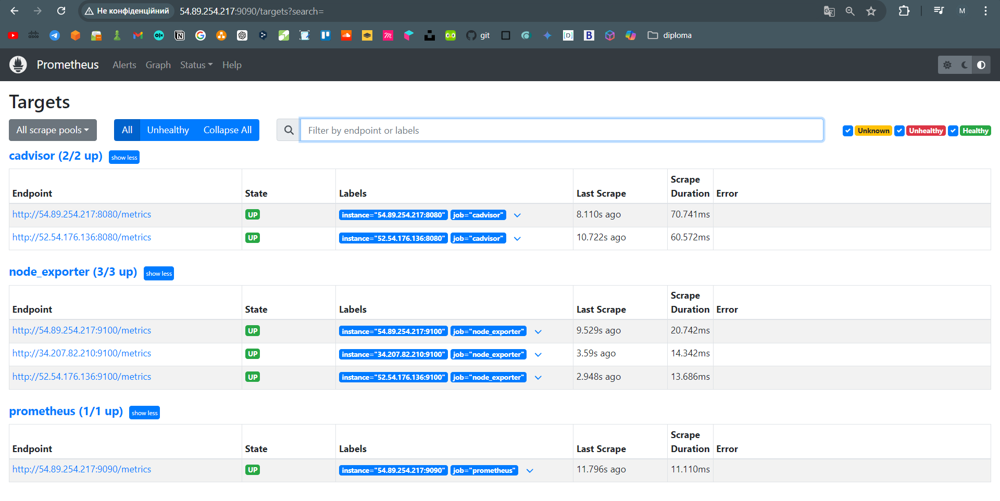 Не конфіденційний 54.89.254.217:9090/targets?search= M
git diploma
Prometheus Alerts Graph Status Help
Targets
All scrape pools All Unhealthy Collapse All Filter by endpoint or labels Unknown Unhealthy Healthy
cadvisor (2/2 up) show less
Endpoint State Labels Last Scrape Scrape Duration Error
http://54.89.254.217:8080/metrics UP instance="54.89.254.217:8080" job="cadvisor" 8.110s ago 70.741ms
http://52.54.176.136:8080/metrics UP instance="52.54.176.136:8080" job="cadvisor" 10.722s ago 60.572ms
node_exporter (3/3 up) show less
Endpoint State Labels Last Scrape Scrape Duration Error
http://54.89.254.217:9100/metrics UP instance="54.89.254.217:9100" job="node_exporter" 9.529s ago 20.742ms
http://34.207.82.210:9100/metrics UP instance="34.207.82.210:9100" job="node_exporter" 3.59s ago 14.342ms
http://52.54.176.136:9100/metrics UP instance="52.54.176.136:9100" job="node_exporter" 2.948s ago 13.686ms
prometheus (1/1 up) show less
Endpoint State Labels Last Scrape Scrape Duration Error
http://54.89.254.217:9090/metrics UP instance="54.89.254.217:9090" job="prometheus" 11.796s ago 11.110ms